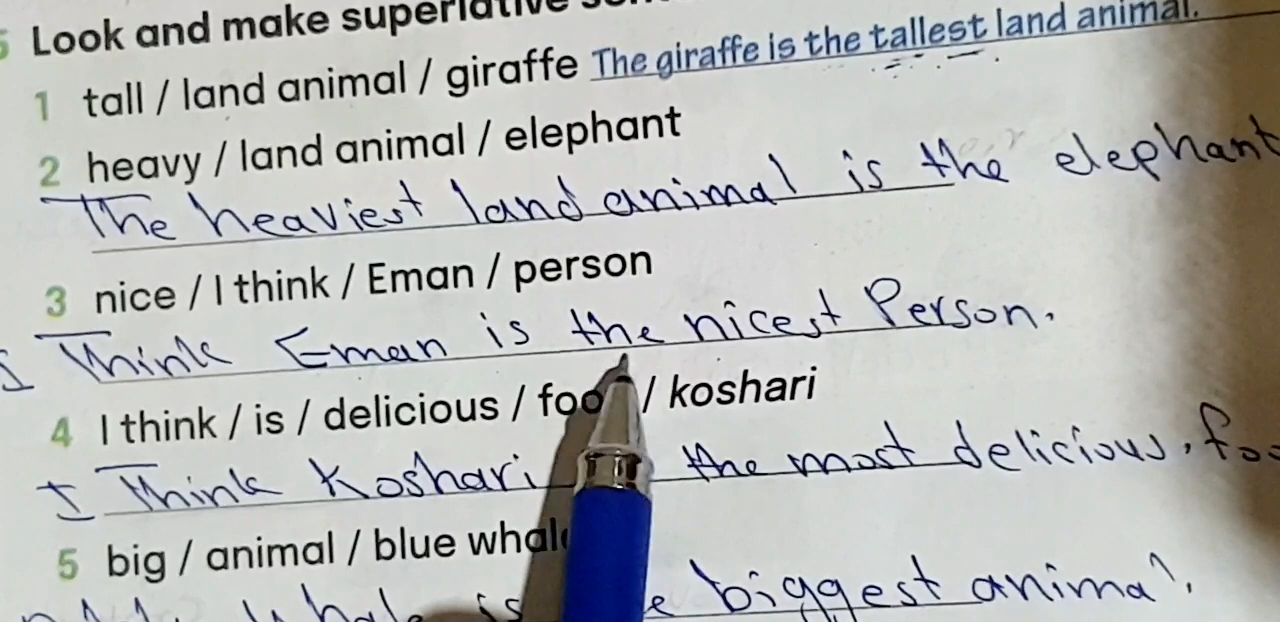 5 Look and make superlative
1 tall / land animal / giraffe The giraffe is the tallest land animal.
2 heavy / land animal / elephant
The heaviest land animal is the elephant
3 nice / I think / Eman / person
I Think Eman is the nicest Person.
4 I think / is / delicious / / koshari
I Think Koshari the most delicious.
5 big / animal / blue
is biggest animal.